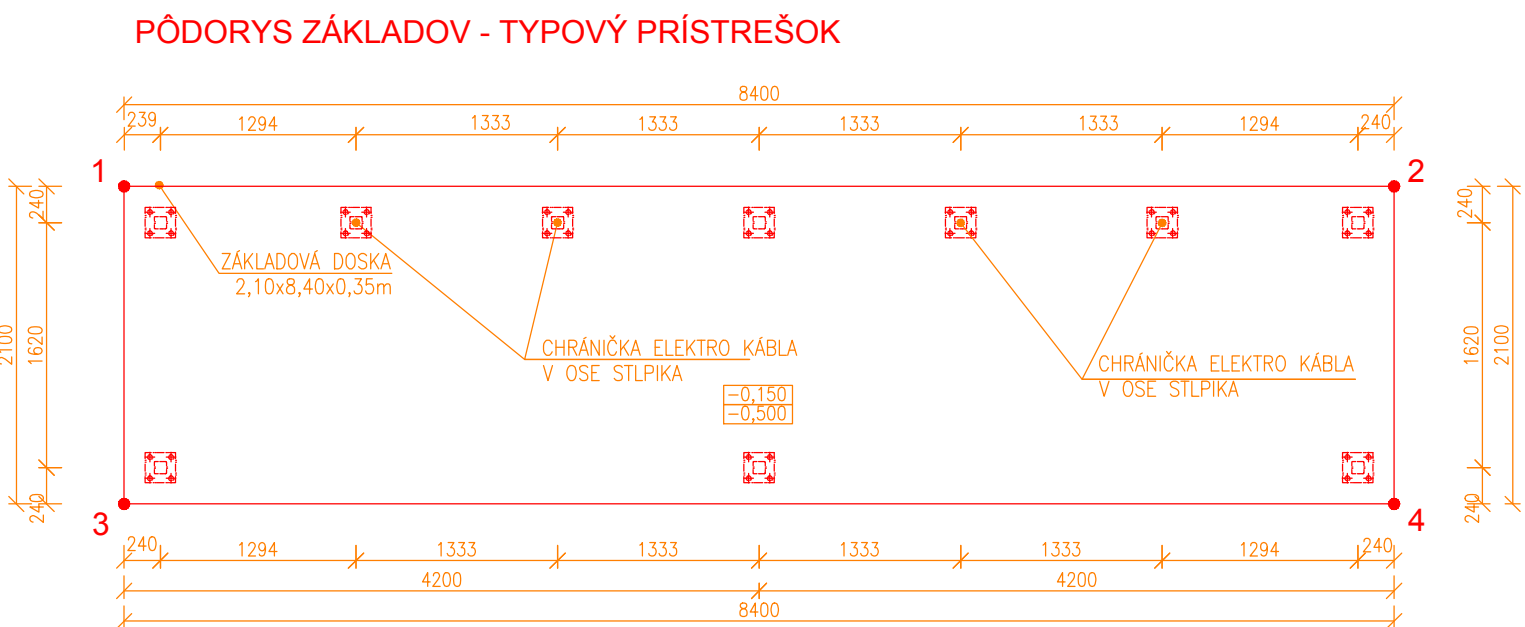 PÔDORYS ZÁKLADOV - TYPOVÝ PRÍSTREŠOK
8400
239 1294 1333 1333 1333 1333 1294 240
1 2
240 240
ZÁKLADOVÁ DOSKA
2,10x8,40x0,35m
2100 1620 1620 2100
CHRÁNIČKA ELEKTRO KÁBLA
V OSE STLPIKA
CHRÁNIČKA ELEKTRO KÁBLA
V OSE STLPIKA
-0,150
-0,500
240 240
3 4
240 1294 1333 1333 1333 1333 1294 240
4200 4200
8400